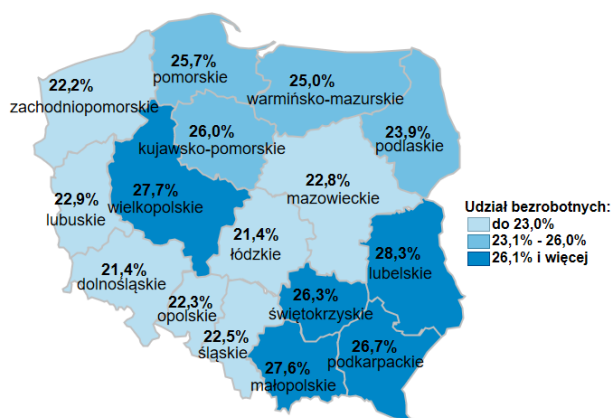 25,7%
pomorskie
22,2%
zachodniopomorskie
25,0%
warmińsko-mazurskie
26,0%
kujawsko-pomorskie
23,9%
podlaskie
27,7%
wielkopolskie
22,8%
mazowieckie
22,9%
lubuskie
Udział bezrobotnych:
do 23,0%
23,1% - 26,0%
26,1% i więcej
21,4%
łódzkie
28,3%
lubelskie
21,4%
dolnośląskie
22,3%
opolskie
26,3%
świętokrzyskie
22,5%
śląskie
26,7%
podkarpackie
27,6%
małopolskie